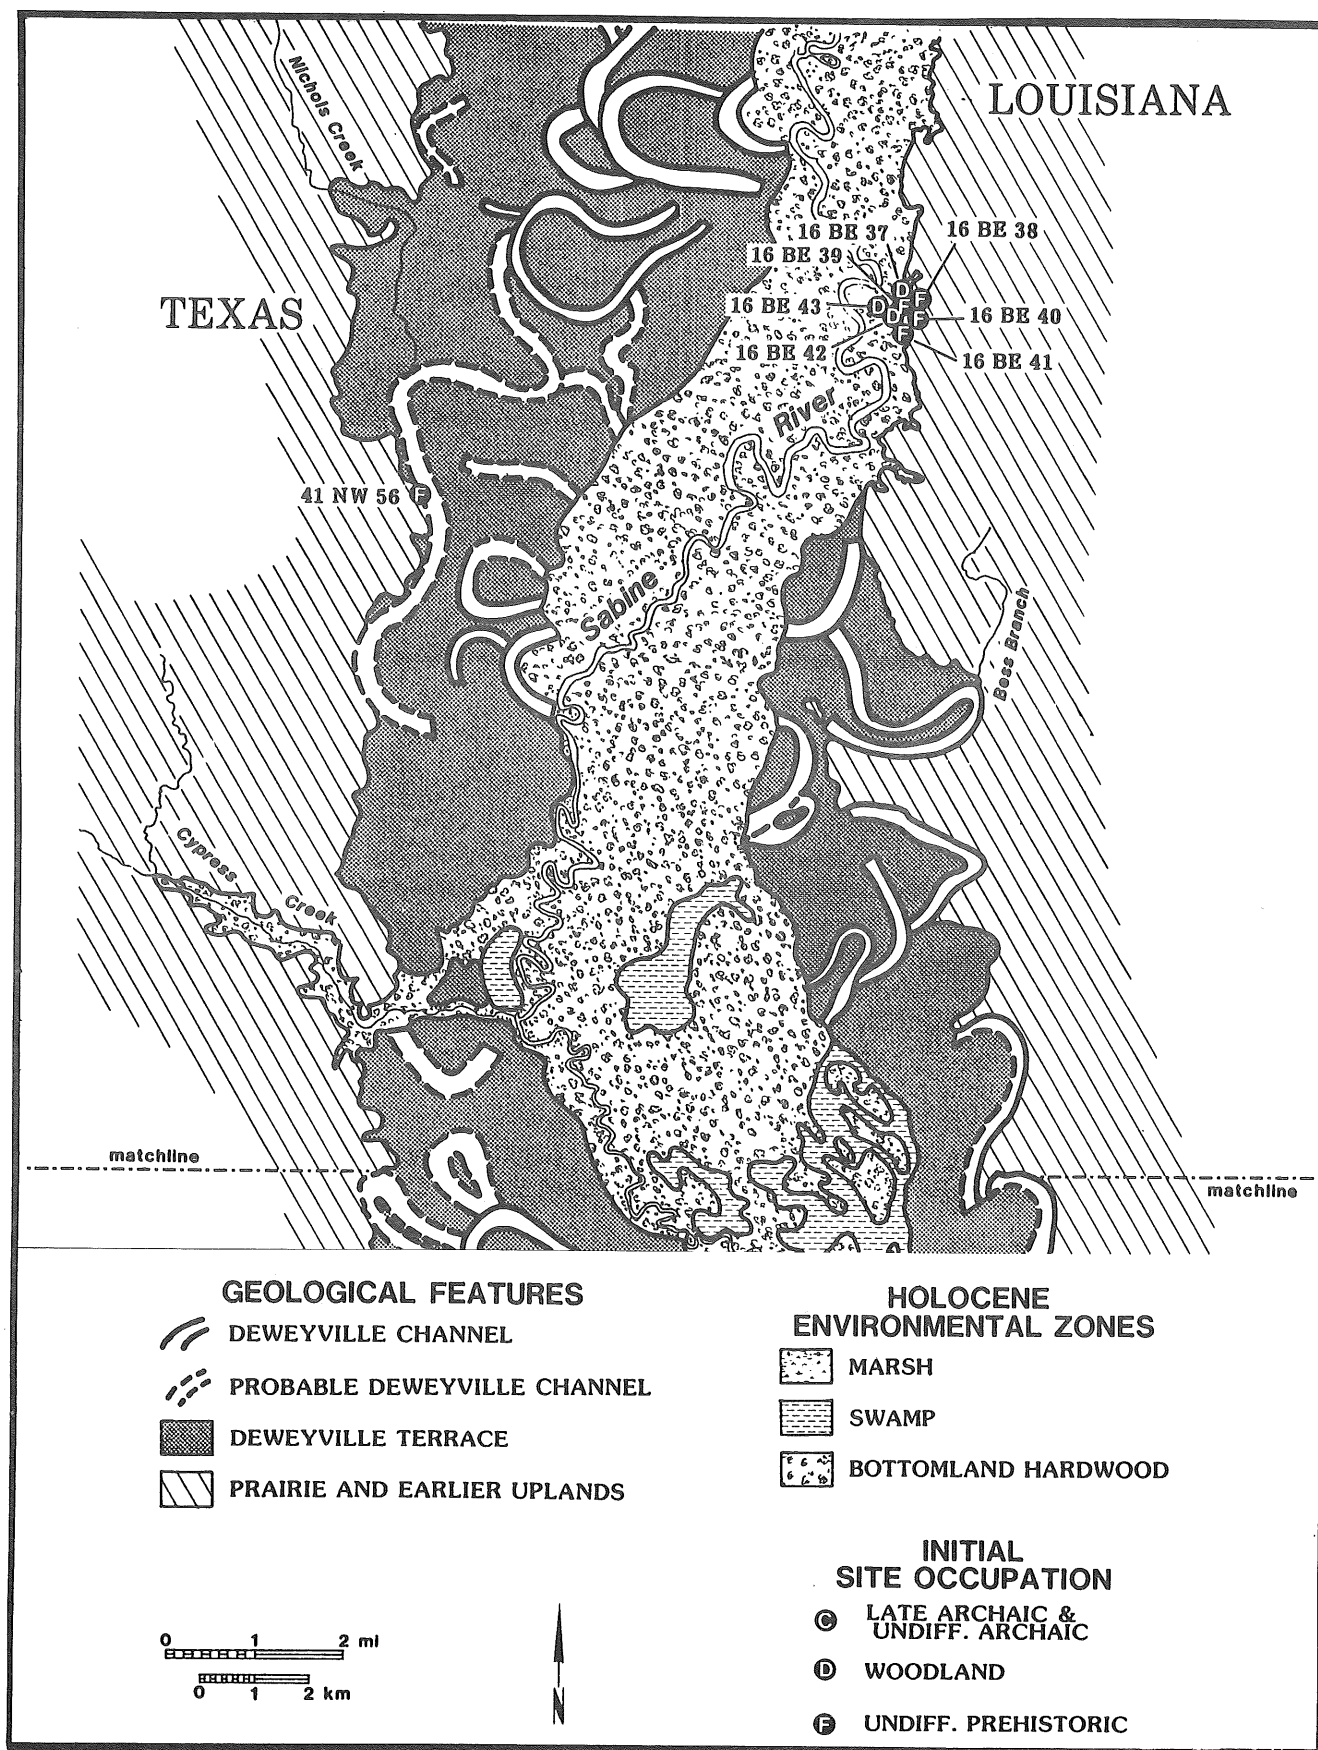 LOUISIANA
Nichols Creek
16 BE 37
16 BE 38
16 BE 39
TEXAS
16 BE 43
D
F
D
F
D
F
F
16 BE 40
16 BE 42
16 BE 41
River
41 NW 56
F
Sabine
Bess Branch
Cypress
Creek
matchline
matchline
GEOLOGICAL FEATURES
DEWEYVILLE CHANNEL
PROBABLE DEWEYVILLE CHANNEL
DEWEYVILLE TERRACE
PRAIRIE AND EARLIER UPLANDS
HOLOCENE
ENVIRONMENTAL ZONES
MARSH
SWAMP
BOTTOMLAND HARDWOOD
INITIAL
SITE OCCUPATION
C LATE ARCHAIC &
UNDIFF. ARCHAIC
D WOODLAND
F UNDIFF. PREHISTORIC
0 1 2 mi
0 1 2 km
N